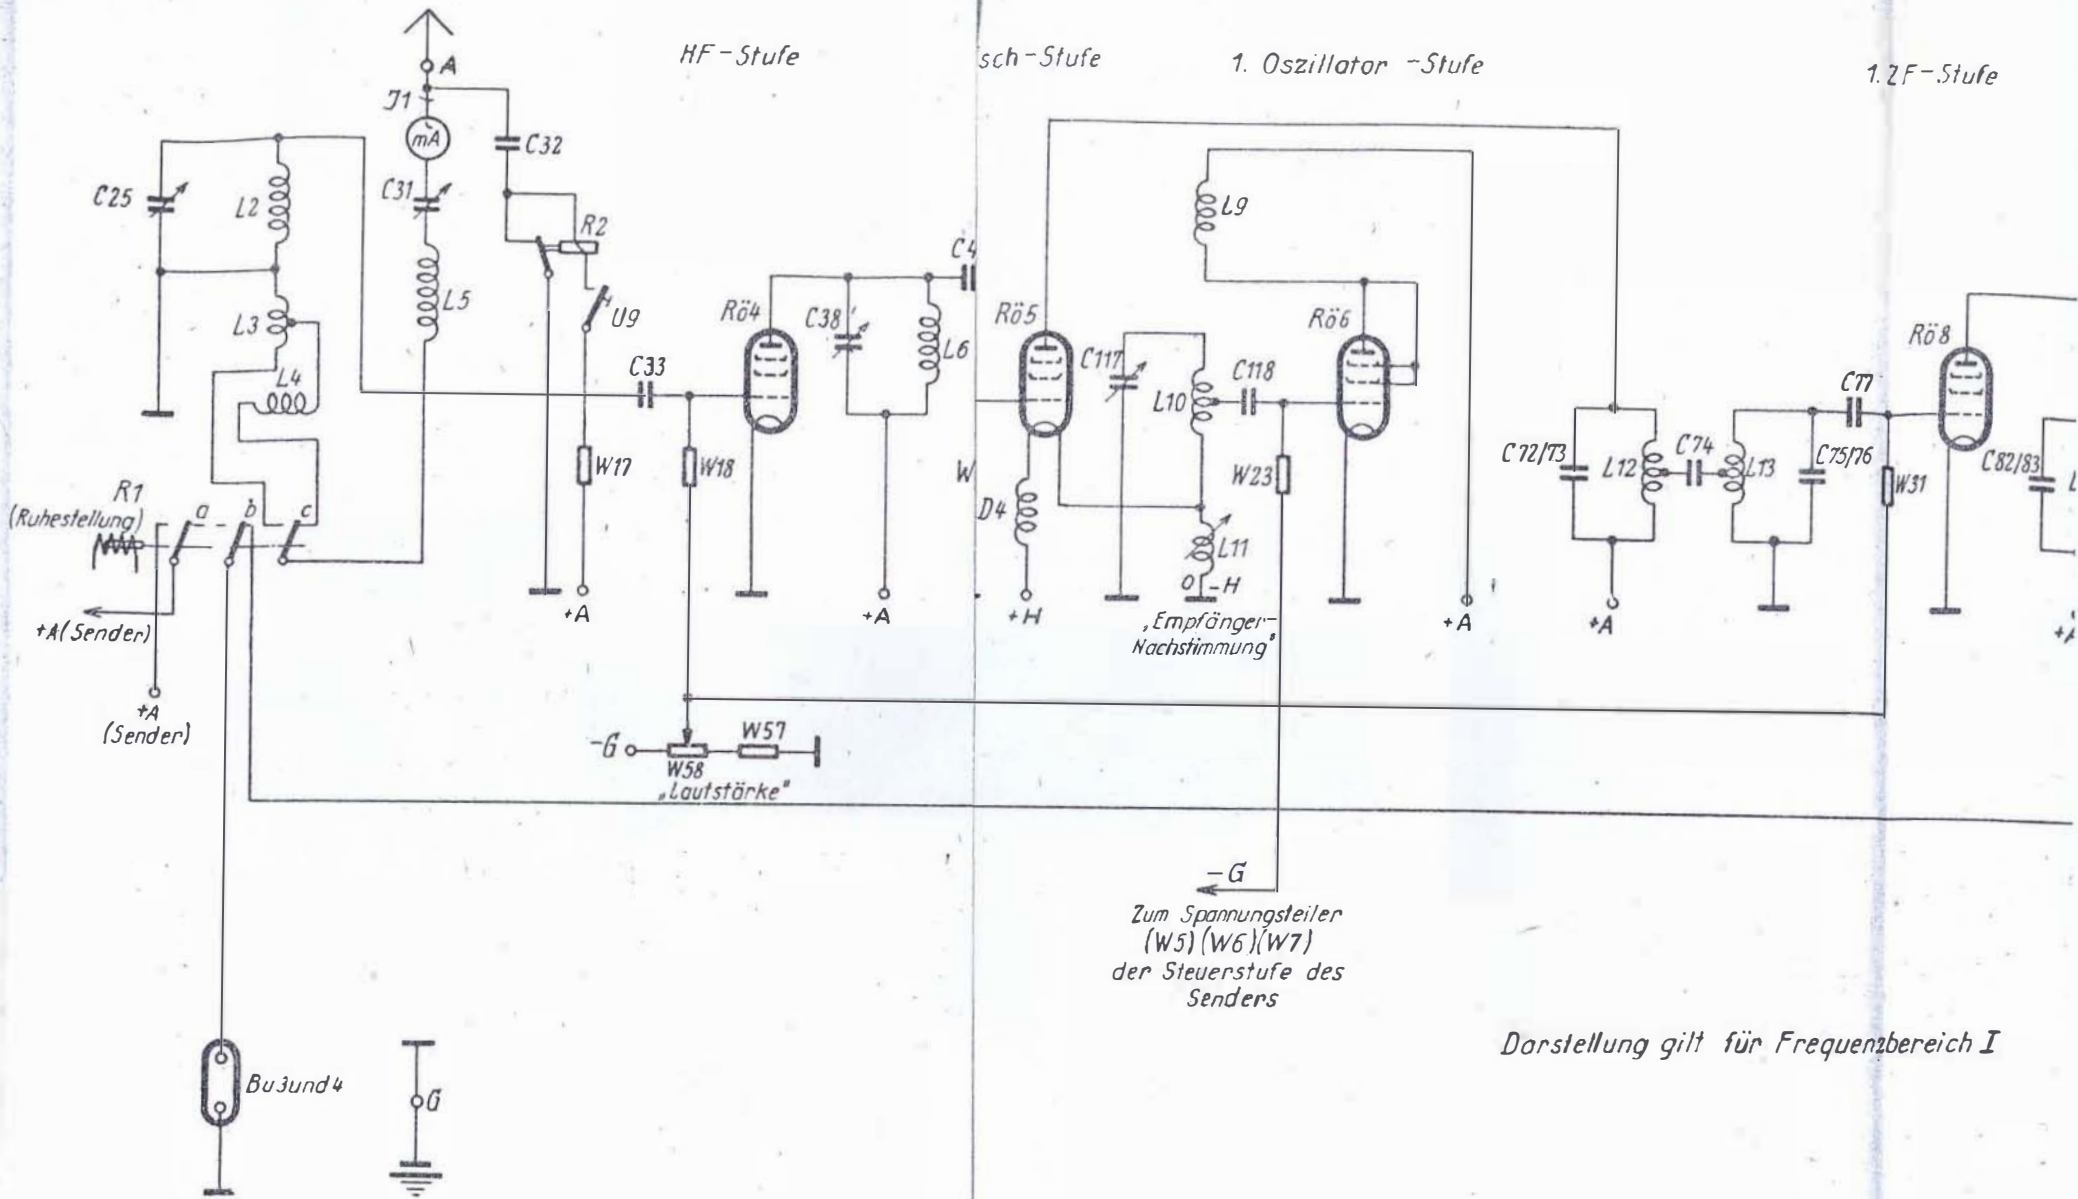 HF-Stufe
sch-Stufe
1. Oszillator -Stufe
1. ZF-Stufe
A
J1
mA
C32
C25
L2
C31
R2
L9
C4
L3
L5
U9
Rö4
C38
L6
Rö5
C117
Rö6
Rö8
L4
C33
L10
C118
C77
R1
(Ruhestellung)
a
b
c
W17
W18
W
D4
W23
C72/73
L12
C74
L13
C75/76
W31
C82/83
L
L11
0
-H
+A
+A
+H
„Empfänger-
Nachstimmung"
+A
+A
+A
+A (Sender)
+A
(Sender)
-G
W57
W58
„Lautstärke"
-G
Zum Spannungsteiler
(W5) (W6) (W7)
der Steuerstufe des
Senders
Darstellung gilt für Frequenzbereich I
Bu3und4
G